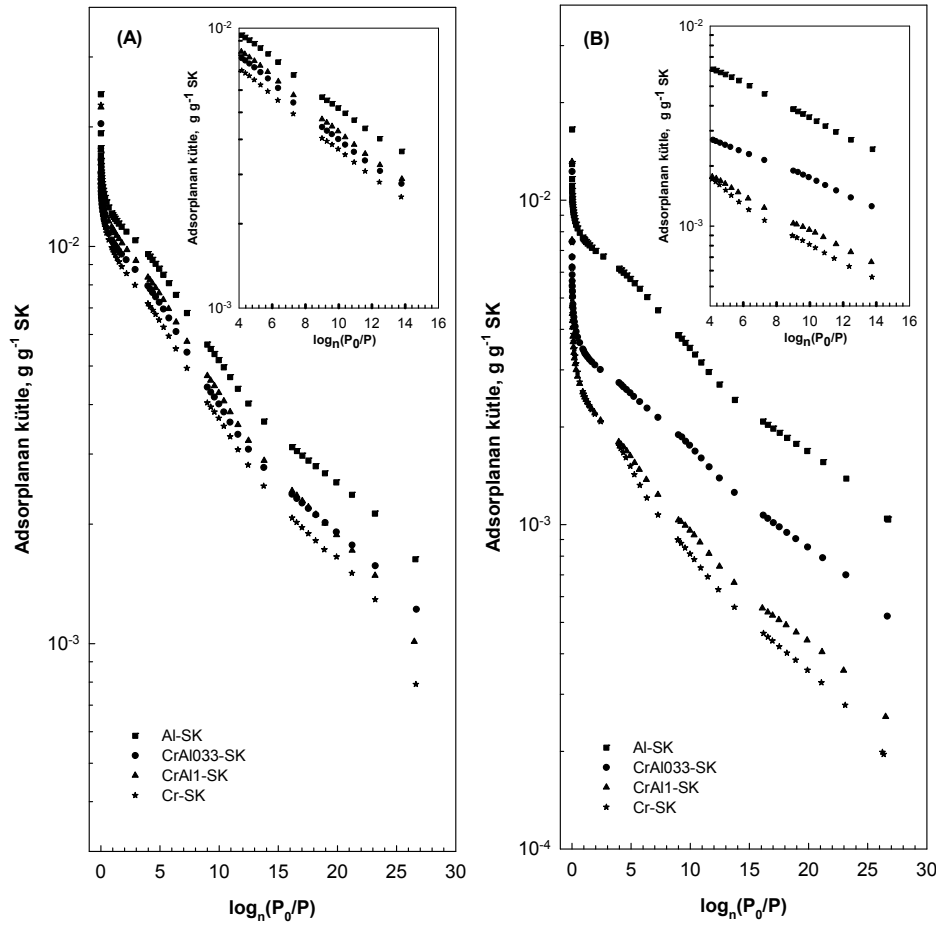 (A)
10⁻²
10⁻³
Adsorplanan kütle, g g⁻¹ SK
4 6 8 10 12 14 16
logₙ(P₀/P)
10⁻²
10⁻³
Adsorplanan kütle, g g⁻¹ SK
Al-SK
CrAl033-SK
CrAl1-SK
Cr-SK
0 5 10 15 20 25 30
logₙ(P₀/P)
(B)
10⁻²
10⁻³
Adsorplanan kütle, g g⁻¹ SK
4 6 8 10 12 14 16
logₙ(P₀/P)
10⁻²
10⁻³
10⁻⁴
Adsorplanan kütle, g g⁻¹ SK
Al-SK
CrAl033-SK
CrAl1-SK
Cr-SK
0 5 10 15 20 25 30
logₙ(P₀/P)